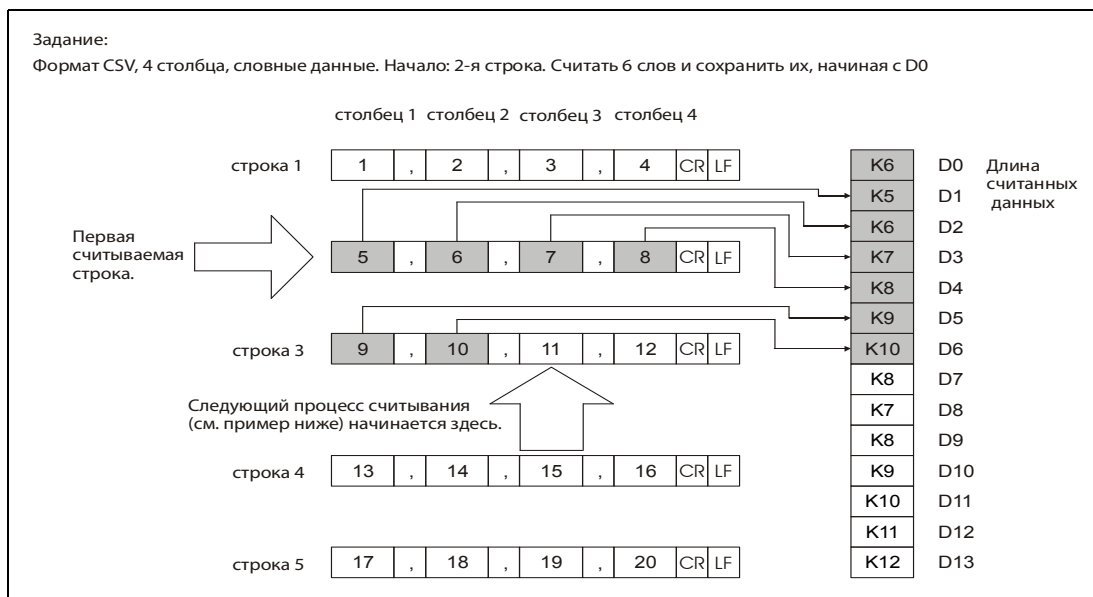 Задание:
Формат CSV, 4 столбца, словные данные. Начало: 2-я строка. Считать 6 слов и сохранить их, начиная с D0
столбец 1 столбец 2 столбец 3 столбец 4
строка 1 1 , 2 , 3 , 4 CR LF
K6 D0 Длина считанных данных
K5 D1
K6 D2
Первая считываемая строка.
5 , 6 , 7 , 8 CR LF
K7 D3
K8 D4
K9 D5
строка 3 9 , 10 , 11 , 12 CR LF
K10 D6
K8 D7
Следующий процесс считывания
(см. пример ниже) начинается здесь.
K7 D8
K8 D9
строка 4 13 , 14 , 15 , 16 CR LF
K9 D10
K10 D11
K11 D12
строка 5 17 , 18 , 19 , 20 CR LF
K12 D13